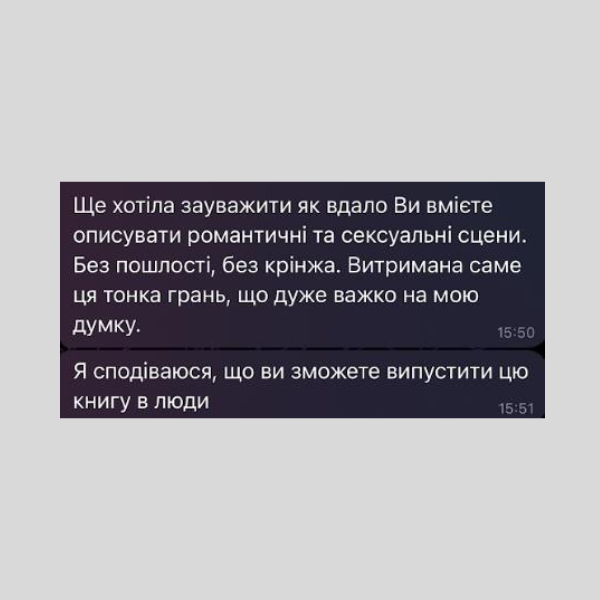 Ще хотіла зауважити як вдало Ви вмієте
описувати романтичні та сексуальні сцени.
Без пошлості, без крінжа. Витримана саме
ця тонка грань, що дуже важко на мою
думку.
15:50
Я сподіваюся, що ви зможете випустити цю
книгу в люди
15:51